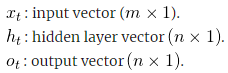 x_t : input vector (m × 1).
h_t : hidden layer vector (n × 1).
o_t : output vector (n × 1).